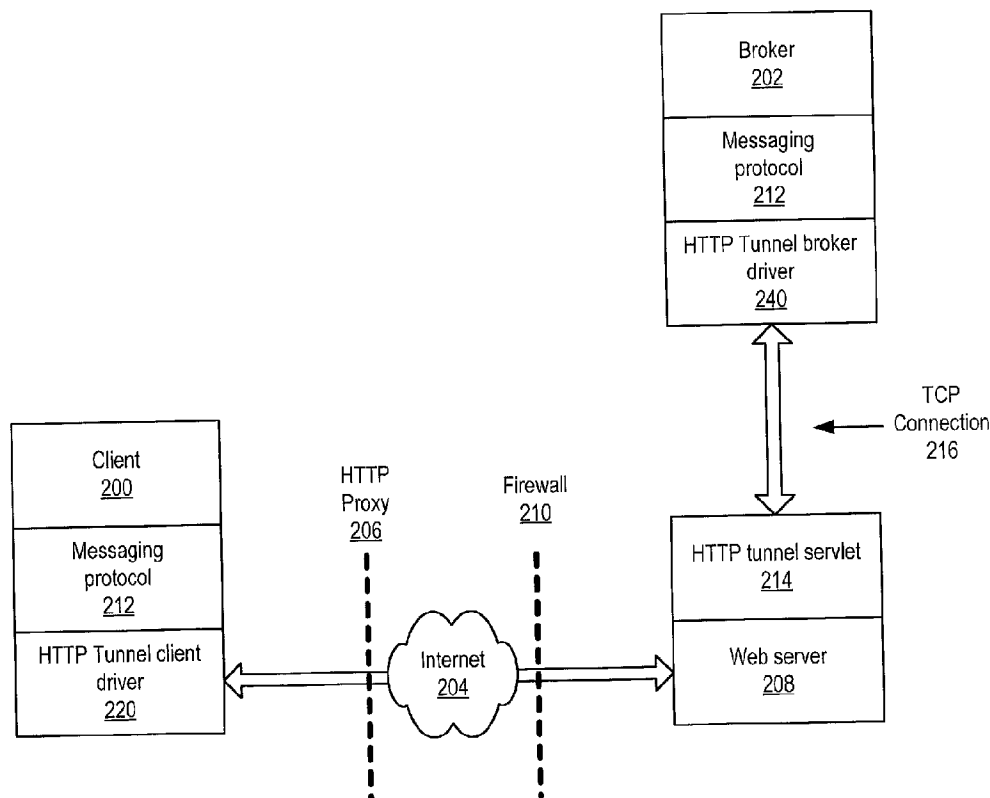 Broker
202
Messaging
protocol
212
HTTP Tunnel broker
driver
240
TCP
Connection
216
Client
200
Messaging
protocol
212
HTTP Tunnel client
driver
220
HTTP
Proxy
206
Internet
204
Firewall
210
HTTP tunnel servlet
214
Web server
208